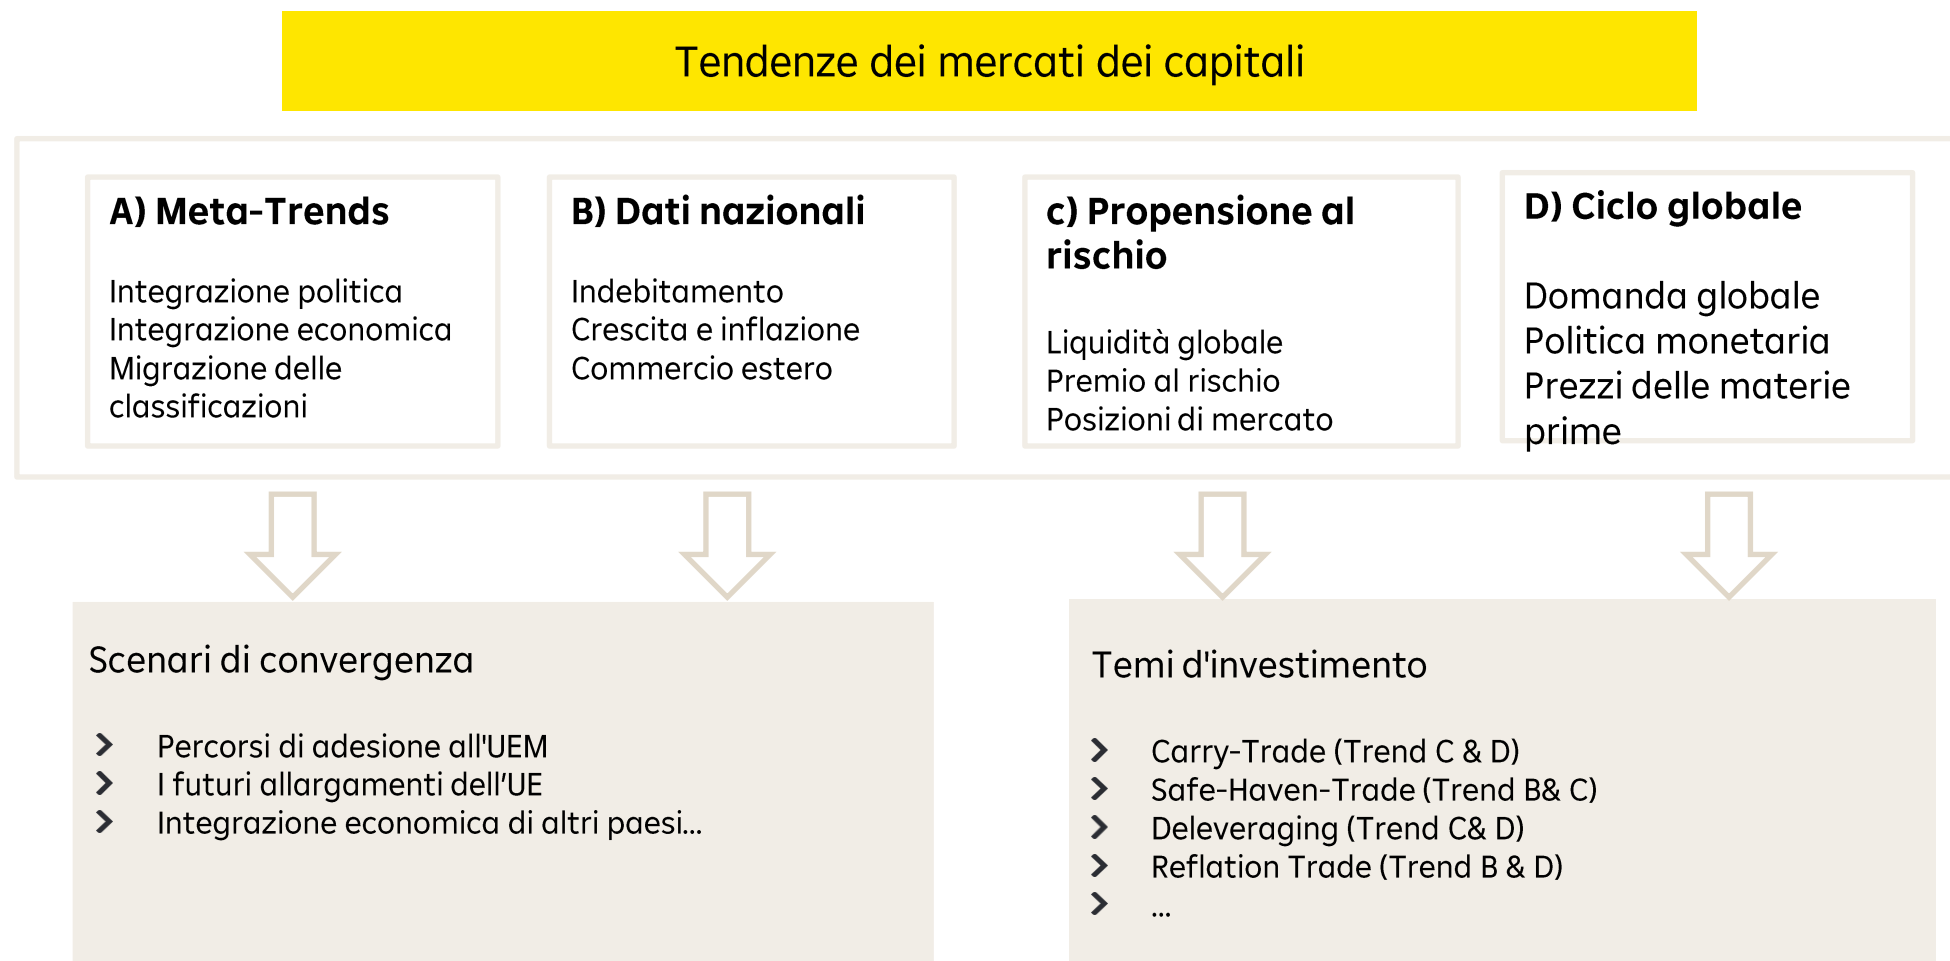 Tendenze dei mercati dei capitali
A) Meta-Trends
Integrazione politica
Integrazione economica
Migrazione delle
classificazioni
B) Dati nazionali
Indebitamento
Crescita e inflazione
Commercio estero
c) Propensione al
rischio
Liquidità globale
Premio al rischio
Posizioni di mercato
D) Ciclo globale
Domanda globale
Politica monetaria
Prezzi delle materie
prime
Scenari di convergenza
Percorsi di adesione all'UEM
I futuri allargamenti dell’UE
Integrazione economica di altri paesi...
Temi d'investimento
Carry-Trade (Trend C & D)
Safe-Haven-Trade (Trend B& C)
Deleveraging (Trend C& D)
Reflation Trade (Trend B & D)
...